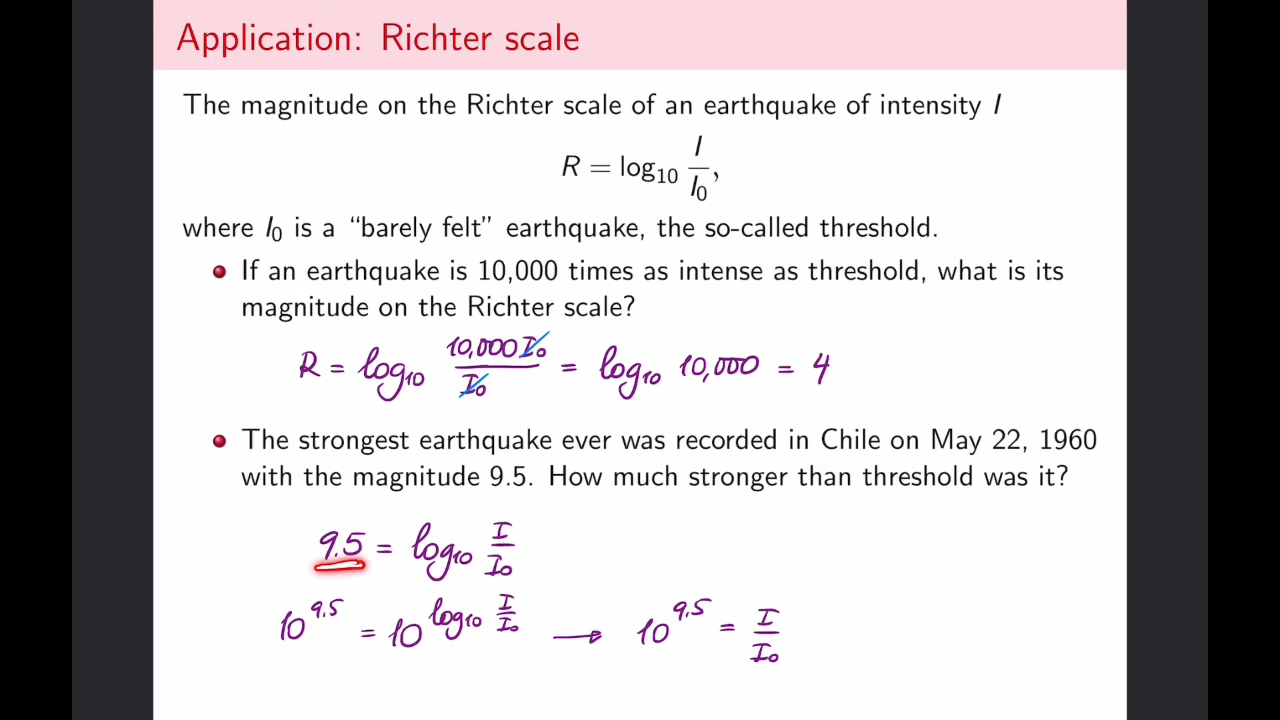 Application: Richter scale
The magnitude on the Richter scale of an earthquake of intensity I
R = log₁₀ I/I₀,
where I₀ is a “barely felt” earthquake, the so-called threshold.
• If an earthquake is 10,000 times as intense as threshold, what is its
magnitude on the Richter scale?
R = log₁₀ 10,000 I₀/I₀ = log₁₀ 10,000 = 4
• The strongest earthquake ever was recorded in Chile on May 22, 1960
with the magnitude 9.5. How much stronger than threshold was it?
9.5 = log₁₀ I/I₀
10^9.5 = 10^(log₁₀ I/I₀) → 10^9.5 = I/I₀